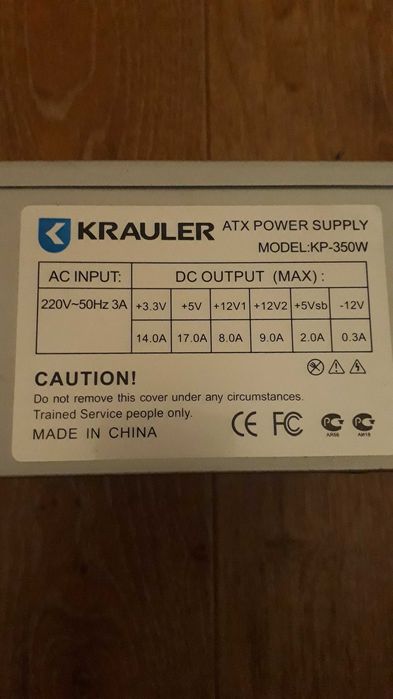 KRAULER ATX POWER SUPPLY
MODEL:KP-350W
AC INPUT: DC OUTPUT (MAX) :
220V~50Hz 3A +3.3V +5V +12V1 +12V2 +5Vsb -12V
14.0A 17.0A 8.0A 9.0A 2.0A 0.3A
CAUTION!
Do not remove this cover under any circumstances.
Trained Service people only.
MADE IN CHINA CE FC